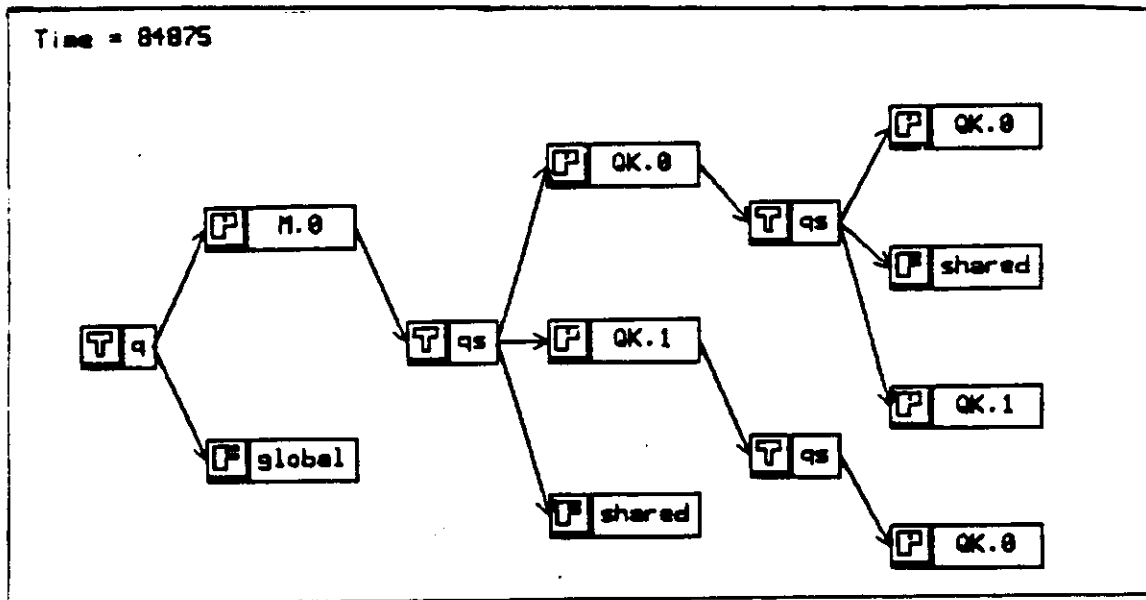 Time = 84875
P QK.0
P QK.0
T qs
P M.0
shared
T q
T qs
P QK.1
P QK.1
global
T qs
shared
P QK.0